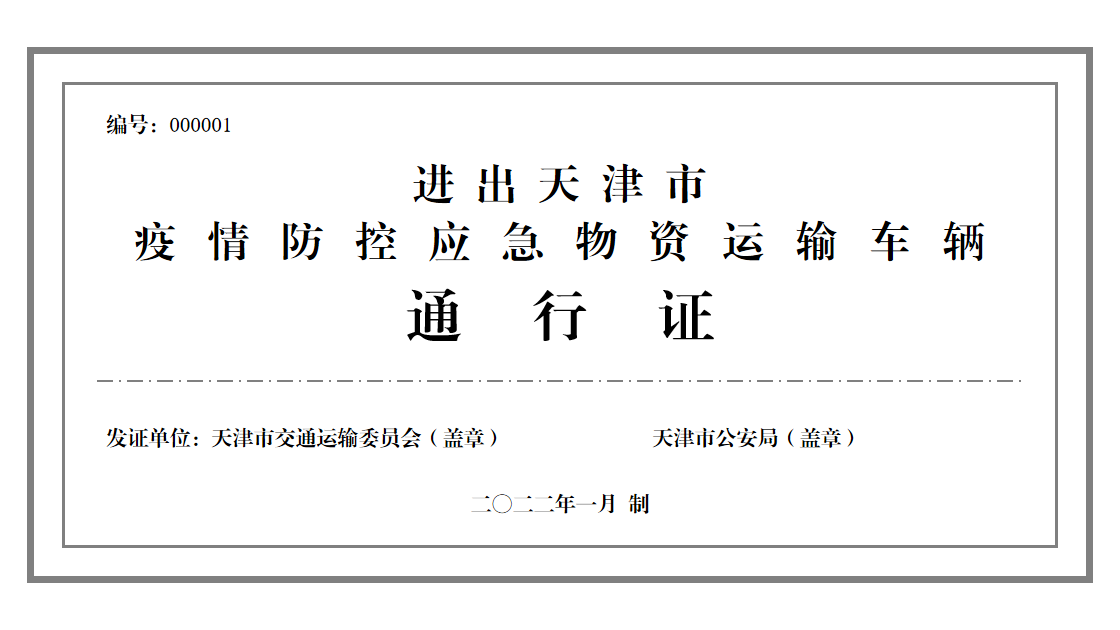 编号：000001
进出天津市
疫情防控应急物资运输车辆
通行证
发证单位：天津市交通运输委员会（盖章） 天津市公安局（盖章）
二〇二二年一月 制